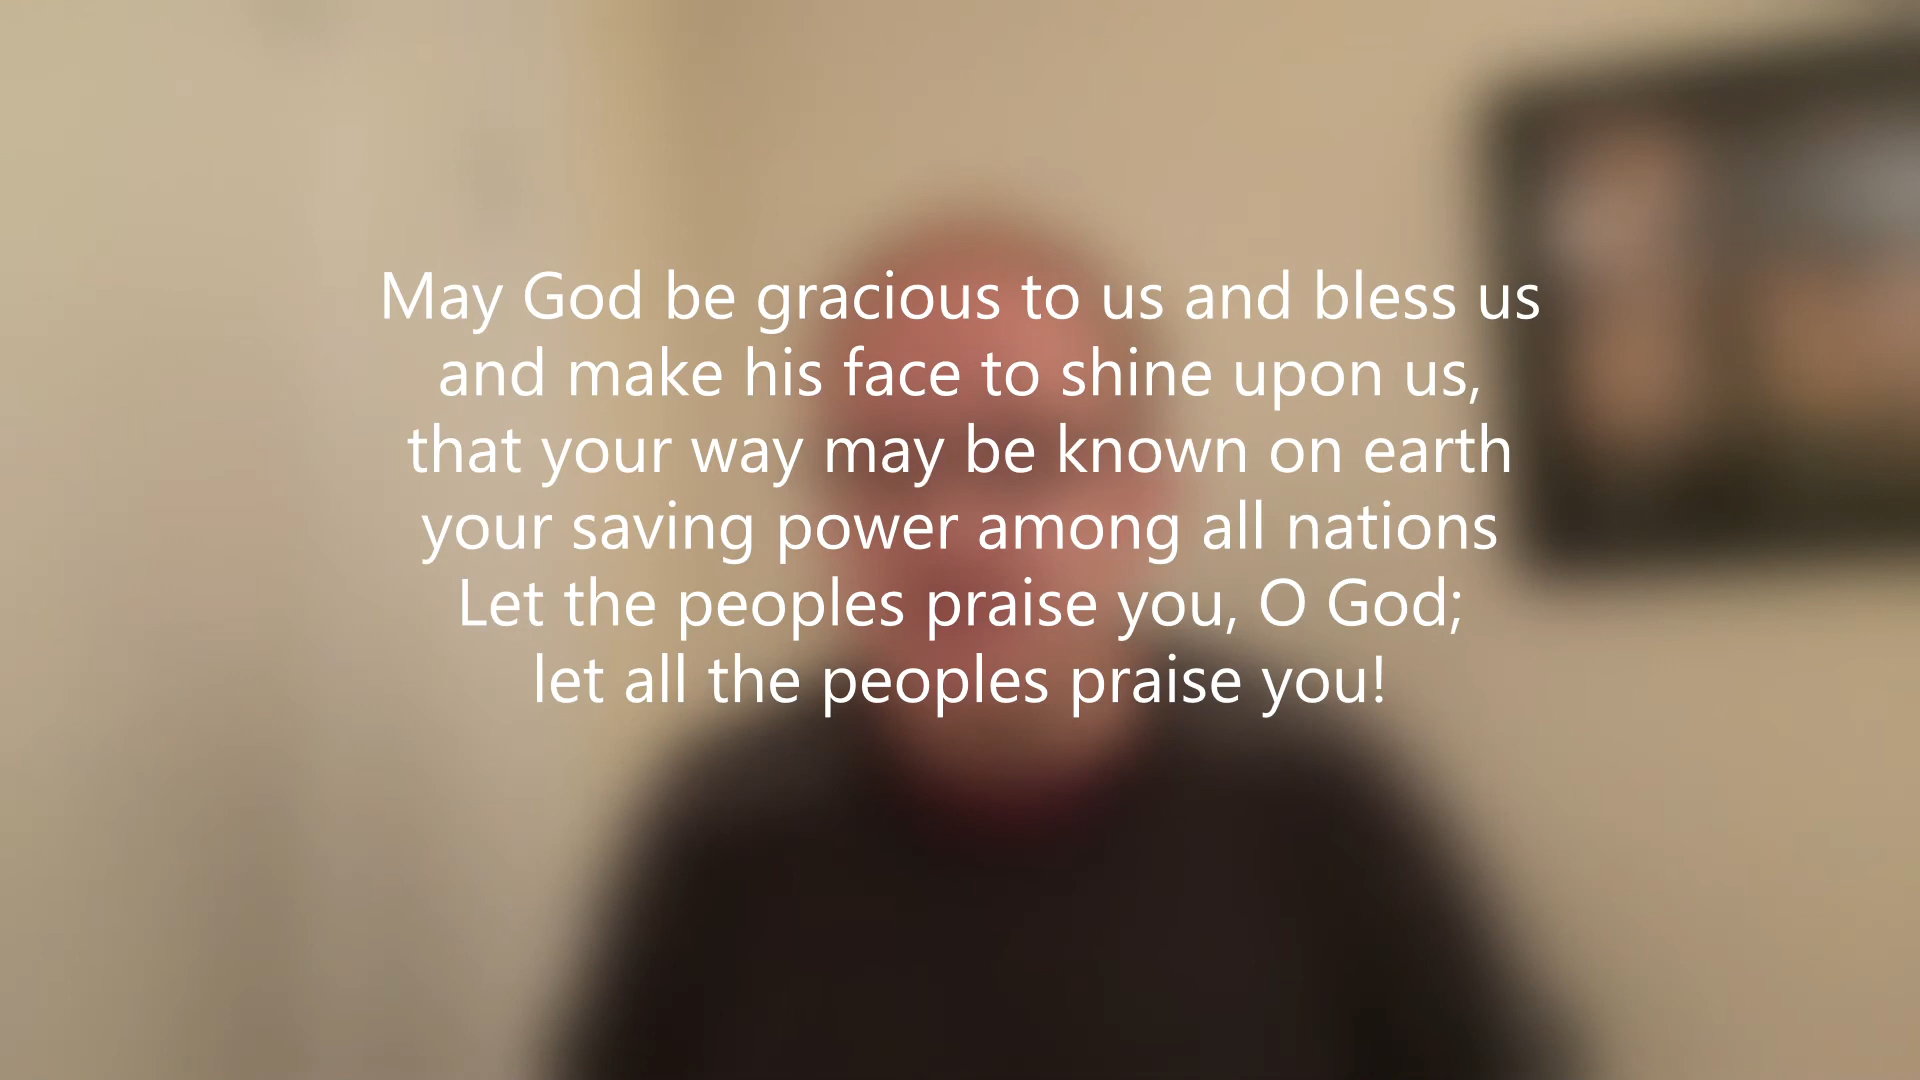 May God be gracious to us and bless us
and make his face to shine upon us,
that your way may be known on earth
your saving power among all nations
Let the peoples praise you, O God;
let all the peoples praise you!